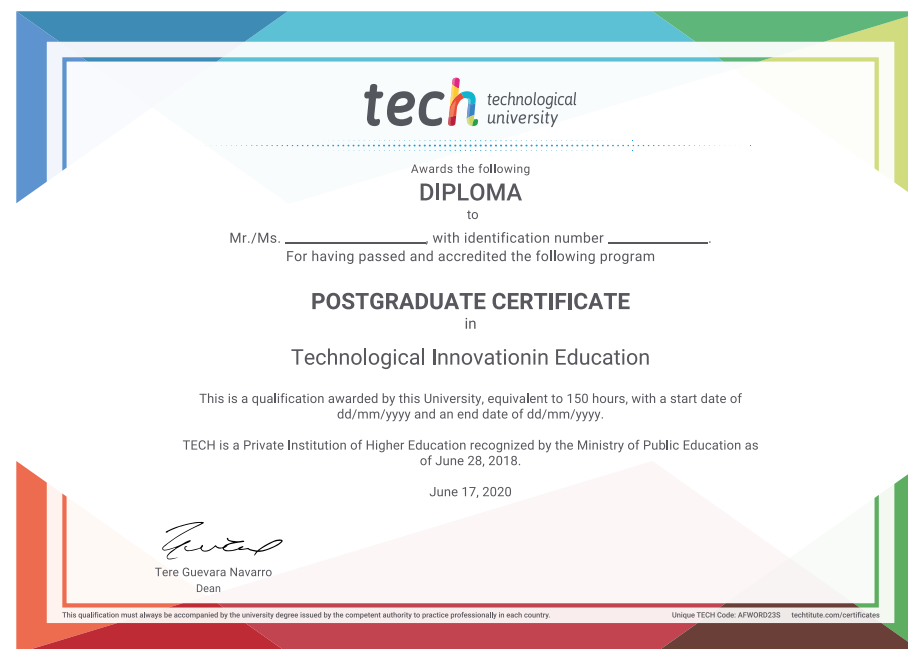 tech technological
university
Awards the following
DIPLOMA
to
Mr./Ms. ____________________, with identification number ______________.
For having passed and accredited the following program
POSTGRADUATE CERTIFICATE
in
Technological Innovationin Education
This is a qualification awarded by this University, equivalent to 150 hours, with a start date of
dd/mm/yyyy and an end date of dd/mm/yyyy.
TECH is a Private Institution of Higher Education recognized by the Ministry of Public Education as
of June 28, 2018.
June 17, 2020
Tere Guevara Navarro
Dean
This qualification must always be accompanied by the university degree issued by the competent authority to practice professionally in each country.
Unique TECH Code: AFWORD23S techtitute.com/certificates